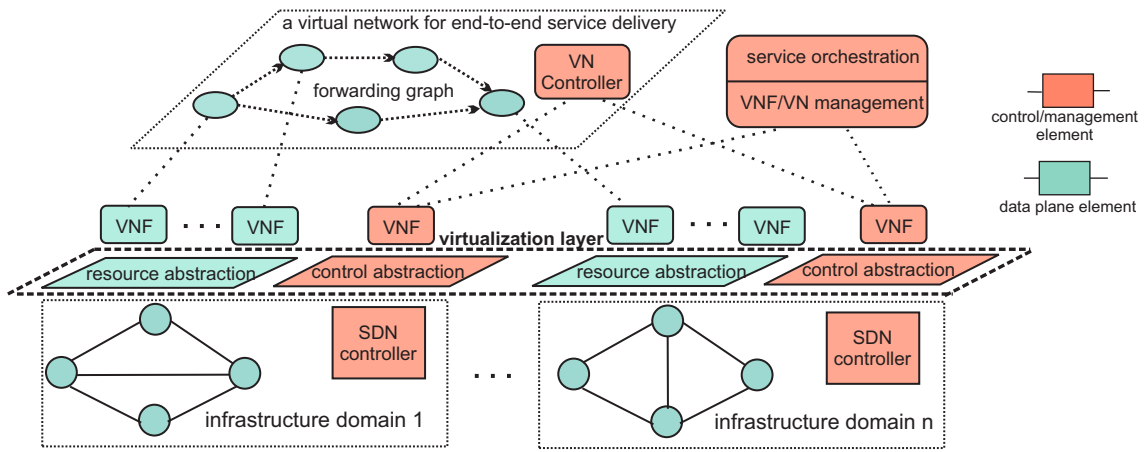 a virtual network for end-to-end service delivery
VN
Controller
forwarding graph
service orchestration
VNF/VN management
control/management
element
data plane element
VNF
VNF
VNF
VNF
VNF
VNF
virtualization layer
resource abstraction
control abstraction
resource abstraction
control abstraction
SDN
controller
infrastructure domain 1
SDN
controller
infrastructure domain n